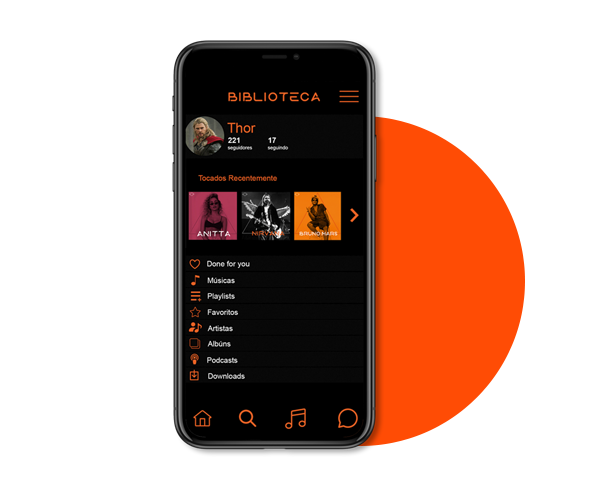 BIBLIOTECA
Thor
221 17
seguidores seguindo
Tocados Recentemente
ANITTA
NIRVANA
BRUNO MARS
Done for you
Músicas
Playlists
Favoritos
Artistas
Albúns
Podcasts
Downloads